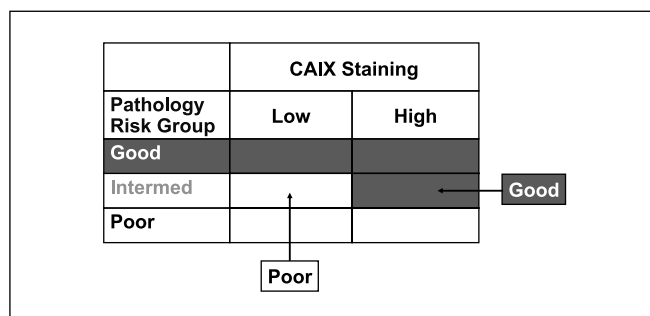 CAIX Staining
Pathology
Risk Group
Low
High
Good
Intermed
Good
Poor
Poor